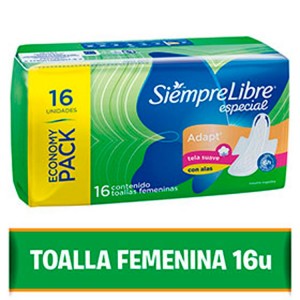 16
UNIDADES
ECONOMY
PACK
SiempreLibre
especial
Adapt
tela suave
con alas
16 contenido
toallas femeninas
TOALLA FEMENINA 16u